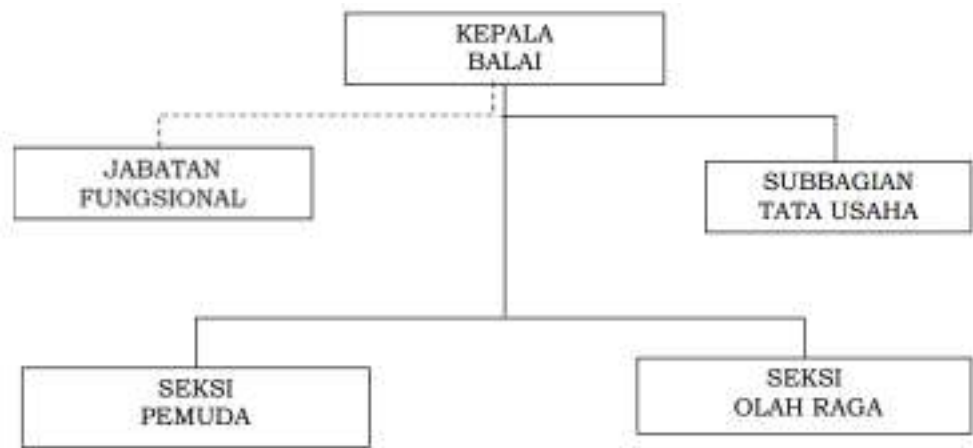 KEPALA
BALAI
JABATAN
FUNGSIONAL
SUBBAGIAN
TATA USAHA
SEKSI
PEMUDA
SEKSI
OLAH RAGA